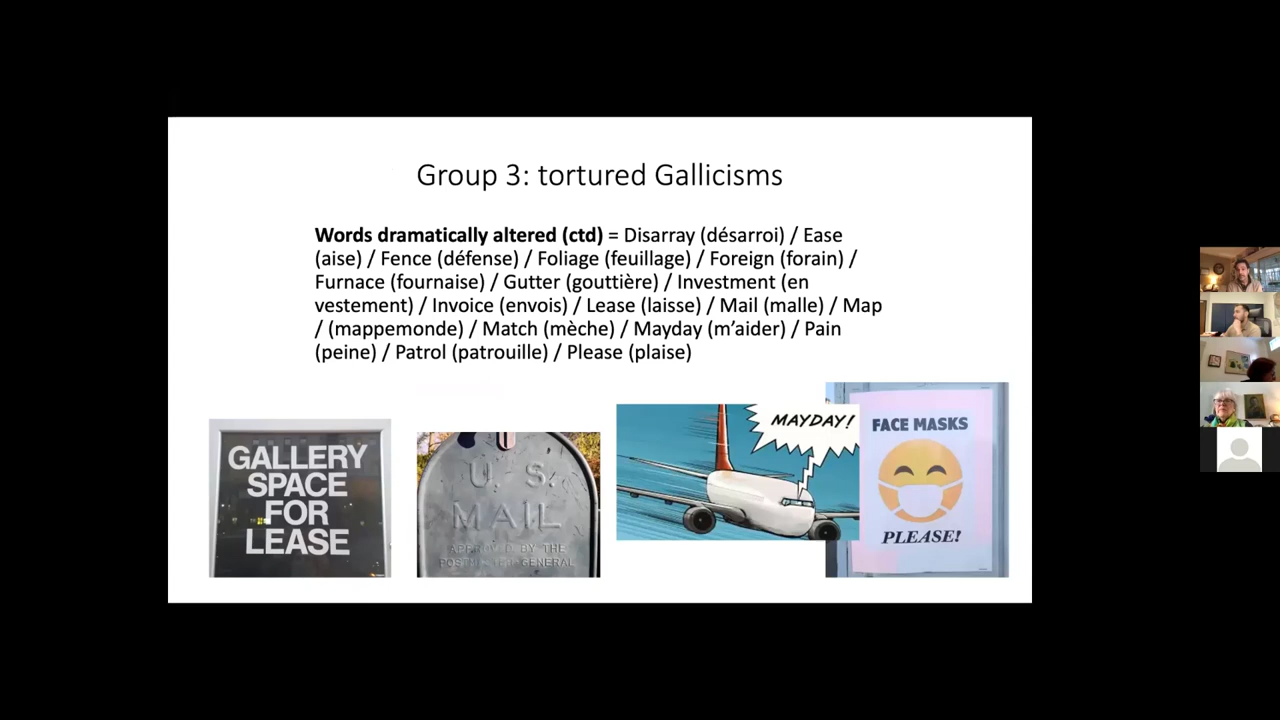 Group 3: tortured Gallicisms
Words dramatically altered (ctd) = Disarray (désarroi) / Ease
(aise) / Fence (défense) / Foliage (feuillage) / Foreign (forain) /
Furnace (fournaise) / Gutter (gouttière) / Investment (en
vestement) / Invoice (envois) / Lease (laisse) / Mail (malle) / Map
/ (mappemonde) / Match (mèche) / Mayday (m’aider) / Pain
(peine) / Patrol (patrouille) / Please (plaise)
GALLERY
SPACE
FOR
LEASE
U. S.
MAIL
APPROVED BY THE
POSTMASTER GENERAL
MAYDAY!
FACE MASKS
PLEASE!